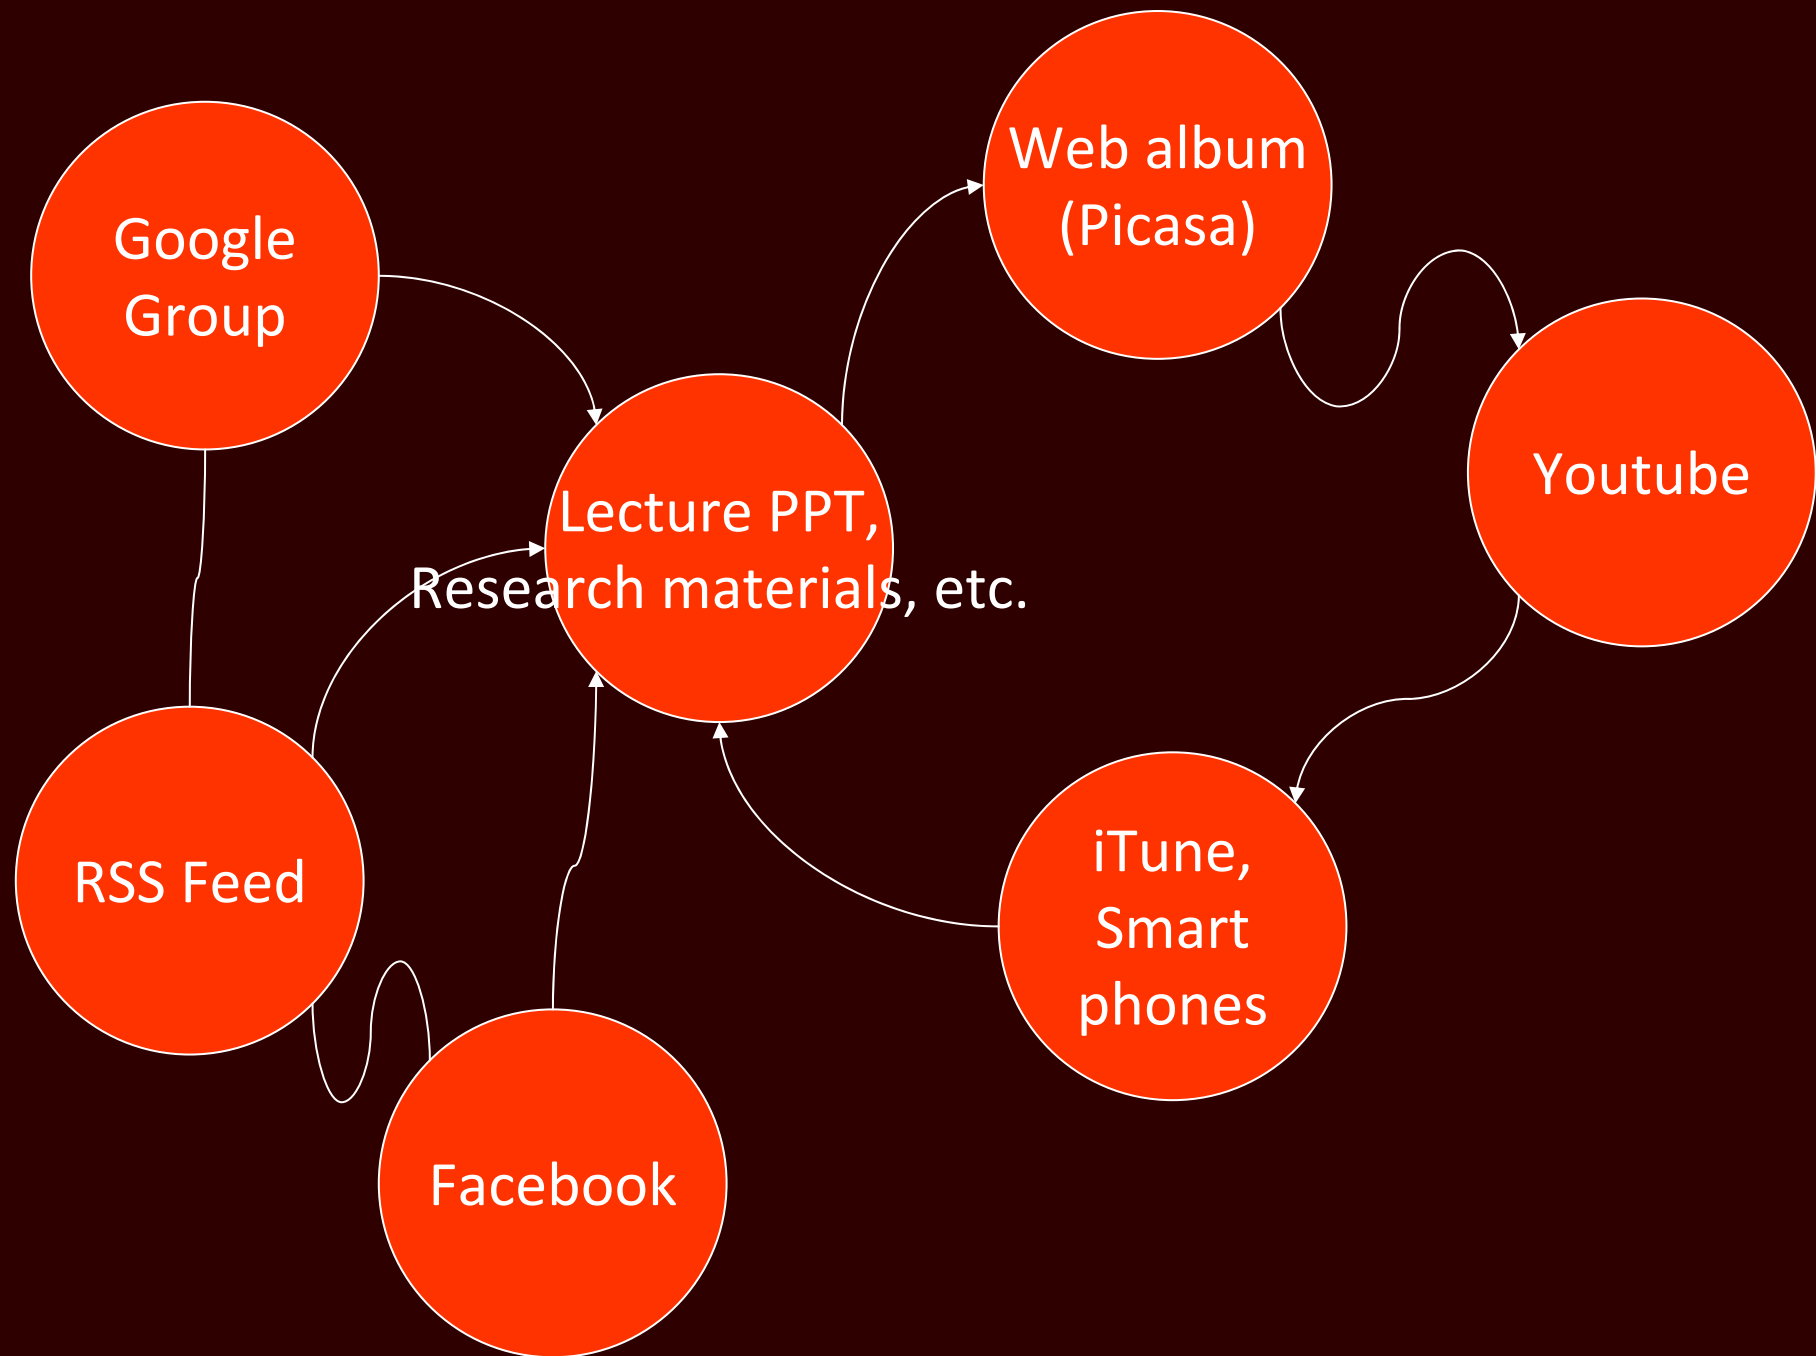 Google
Group
Web album
(Picasa)
Lecture PPT,
Research materials, etc.
Youtube
RSS Feed
iTune,
Smart
phones
Facebook